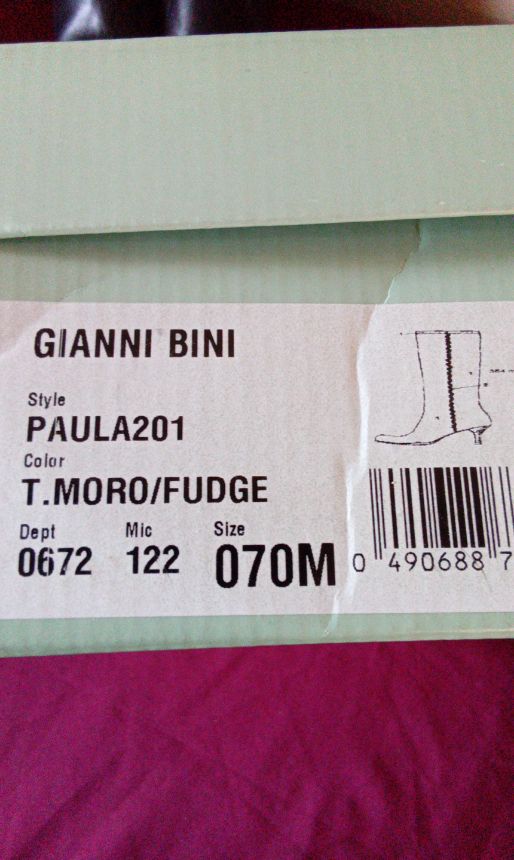 GIANNI BINI
Style
PAULA201
Color
T.MORO/FUDGE
Dept Mic Size
0672 122 070M
0 490688 7